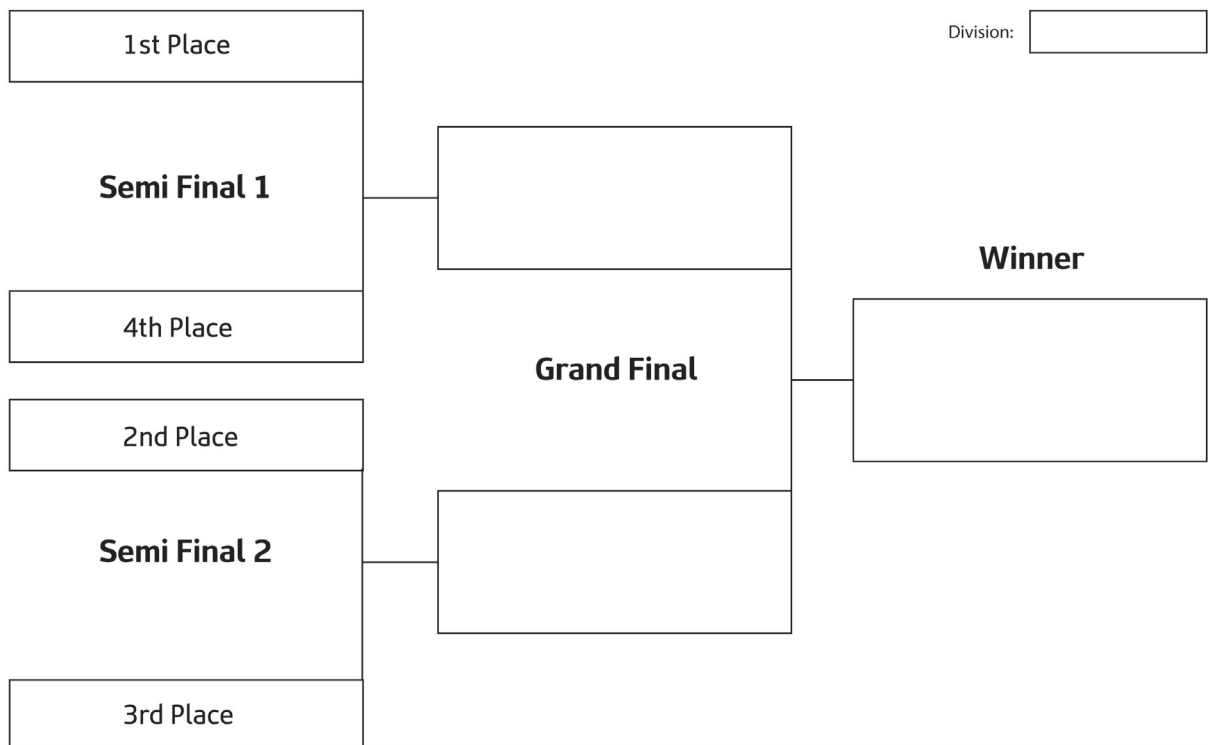 1st Place
Division:
Semi Final 1
Winner
4th Place
Grand Final
2nd Place
Semi Final 2
3rd Place